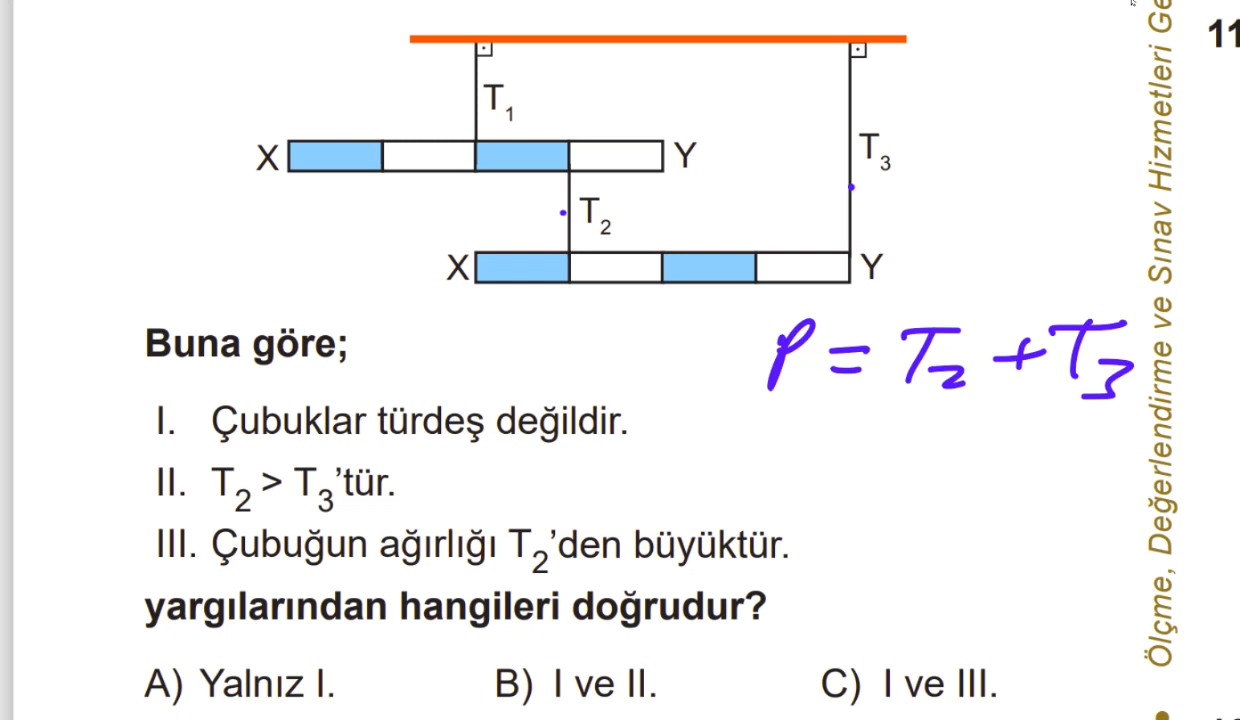 11
T1
X
Y
T3
T2
X
Y
Buna göre;
P = T2 + T3
I. Çubuklar türdeş değildir.
II. T2 > T3’tür.
III. Çubuğun ağırlığı T2’den büyüktür.
yargılarından hangileri doğrudur?
A) Yalnız I. B) I ve II. C) I ve III.
Ölçme, Değerlendirme ve Sınav Hizmetleri Ge